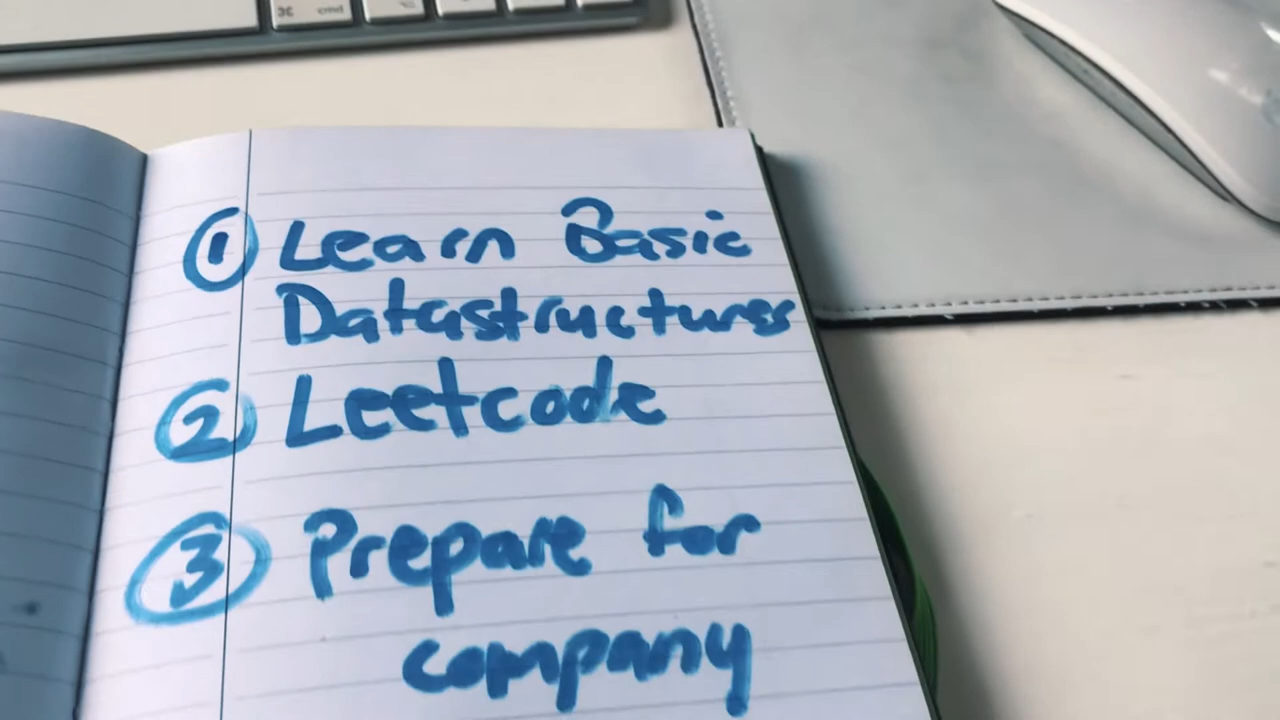 ⌘ cmd
① Learn Basic
Datastructures
② Leetcode
③ Prepare for
company